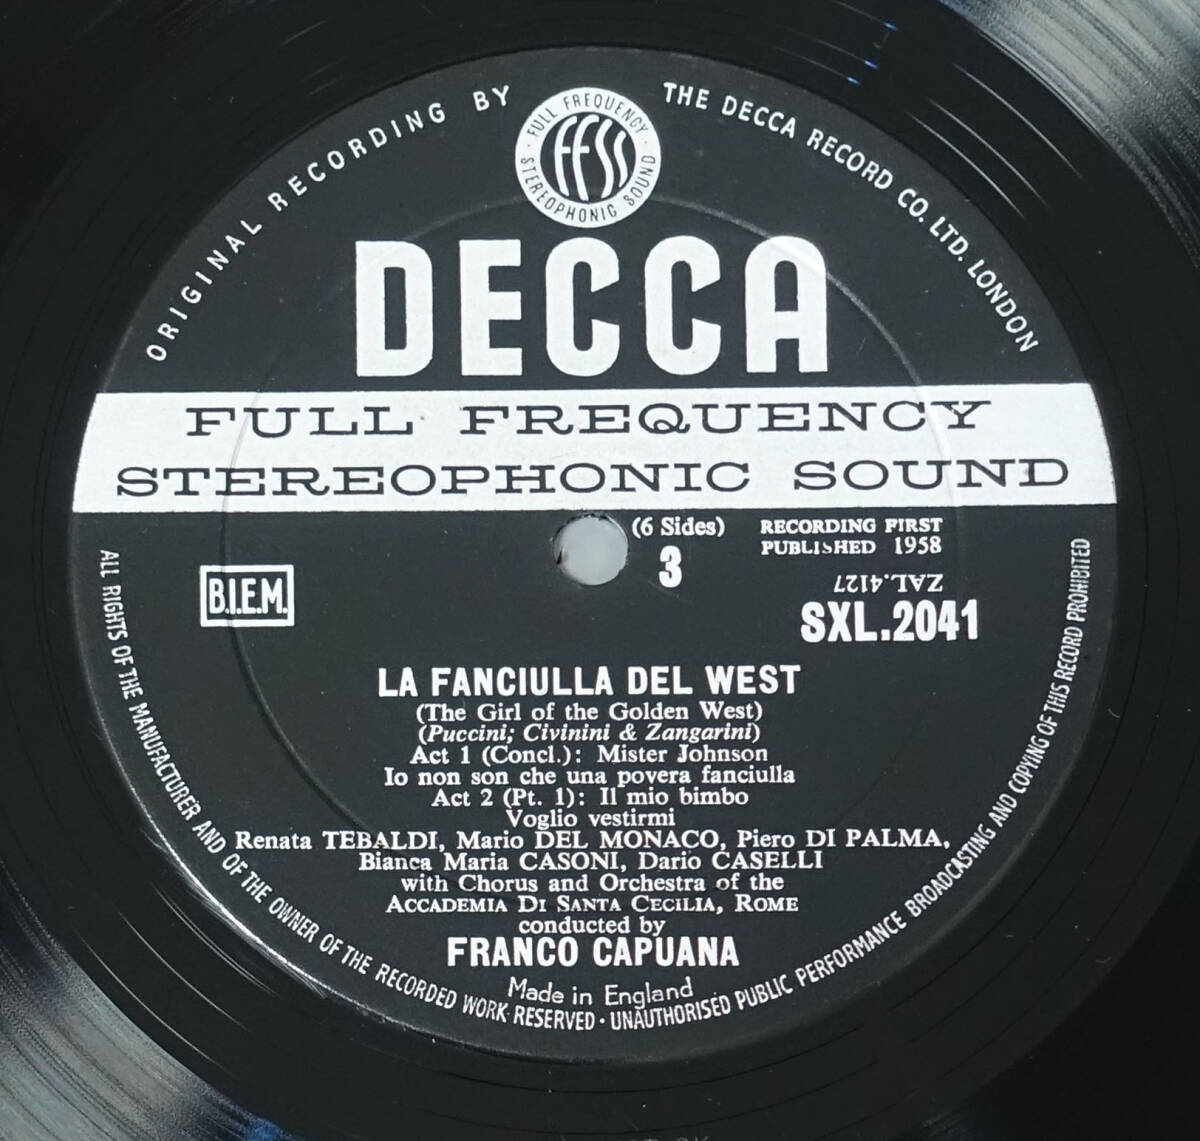 ORIGINAL RECORDING BY THE DECCA RECORD CO. LTD. LONDON
· FULL FREQUENCY · STEREOPHONIC SOUND
FFSS
DECCA
FULL FREQUENCY
STEREOPHONIC SOUND
(6 Sides)
3
RECORDING FIRST
PUBLISHED 1958
ZAL.4127
SXL.2041
B.I.E.M.
LA FANCIULLA DEL WEST
(The Girl of the Golden West)
(Puccini; Civinini & Zangarini)
Act 1 (Concl.): Mister Johnson
Io non son che una povera fanciulla
Act 2 (Pt. 1): Il mio bimbo
Voglio vestirmi
Renata TEBALDI, Mario DEL MONACO, Piero DI PALMA,
Bianca Maria CASONI, Dario CASELLI
with Chorus and Orchestra of the
ACCADEMIA DI SANTA CECILIA, ROME
conducted by
FRANCO CAPUANA
Made in England
ALL RIGHTS OF THE MANUFACTURER AND OF THE OWNER OF THE RECORDED WORK RESERVED · UNAUTHORISED PUBLIC PERFORMANCE BROADCASTING AND COPYING OF THIS RECORD PROHIBITED